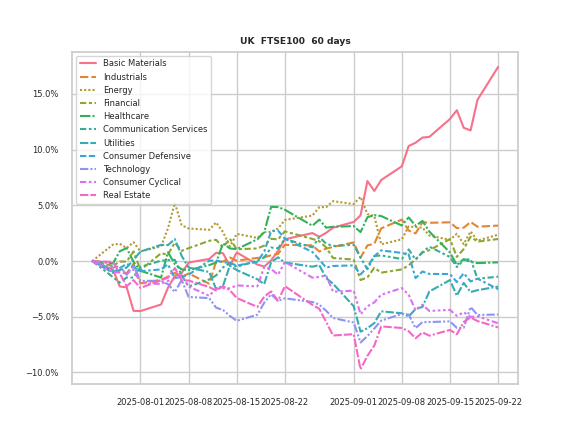 UK  FTSE100  60 days
Basic Materials
Industrials
Energy
Financial
Healthcare
Communication Services
Utilities
Consumer Defensive
Technology
Consumer Cyclical
Real Estate
15.0%
10.0%
5.0%
0.0%
−5.0%
−10.0%
2025-08-01 2025-08-08 2025-08-15 2025-08-22 2025-09-01 2025-09-08 2025-09-15 2025-09-22